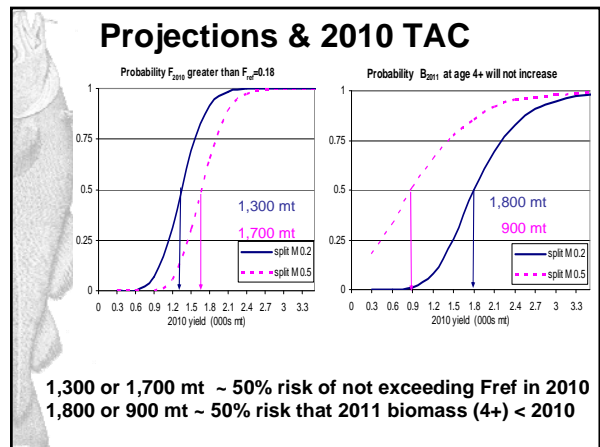 Projections & 2010 TAC
Probability F2010 greater than Fref=0.18
1
0.75
0.5
0.25
0
1,300 mt
1,700 mt
split M 0.2
split M 0.5
0 0.3 0.6 0.9 1.2 1.5 1.8 2.1 2.4 2.7 3 3.3
2010 yield (000s mt)
Probability B2011 at age 4+ will not increase
1
0.75
0.5
0.25
0
1,800 mt
900 mt
split M 0.2
split M 0.5
0 0.3 0.6 0.9 1.2 1.5 1.8 2.1 2.4 2.7 3 3.3
2010 yield (000s mt)
1,300 or 1,700 mt ~ 50% risk of not exceeding Fref in 2010
1,800 or 900 mt ~ 50% risk that 2011 biomass (4+) < 2010